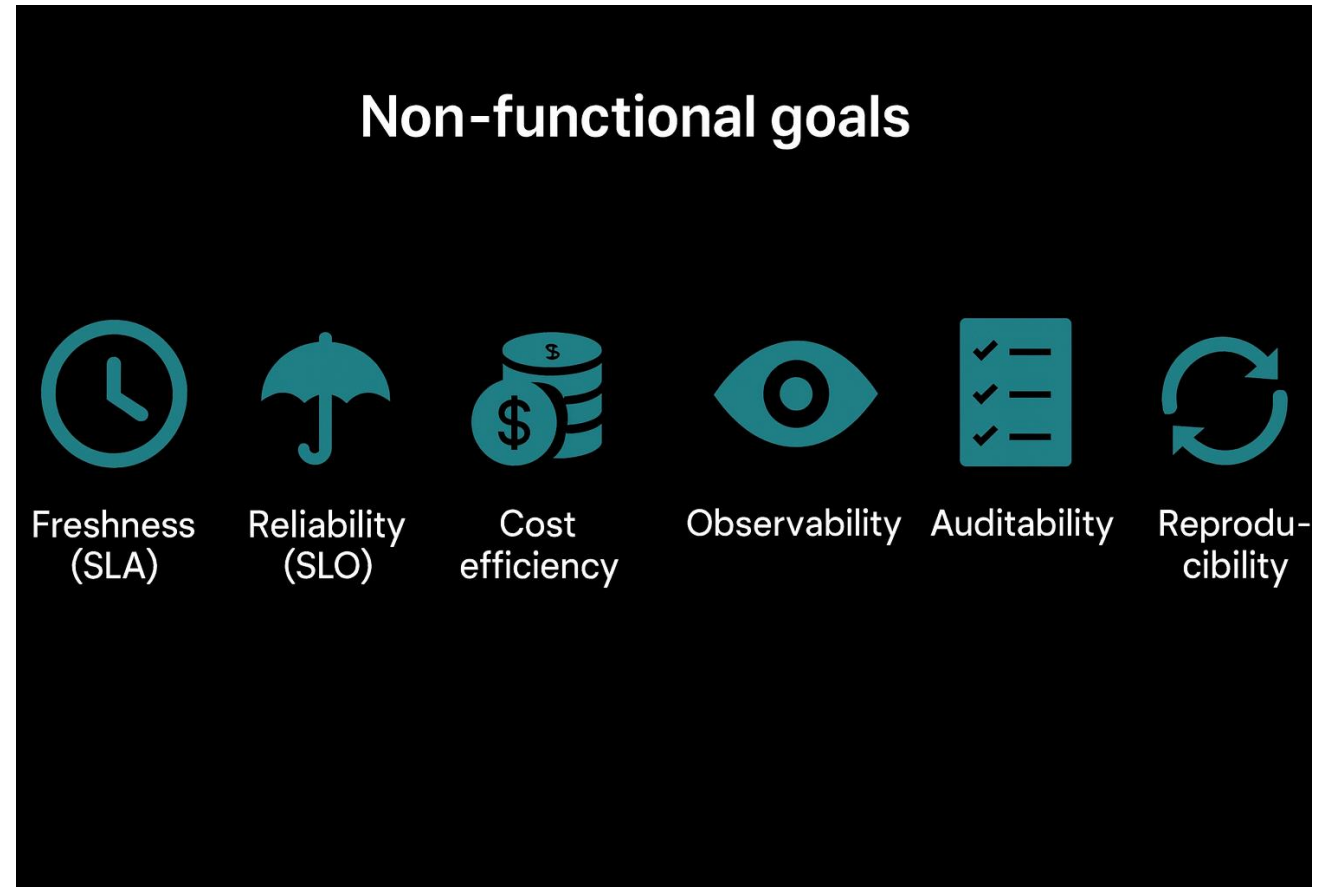 Non-functional goals
$
$
Freshness
(SLA)
Reliability
(SLO)
Cost
efficiency
Observability
Auditability
Reprodu-
cibility